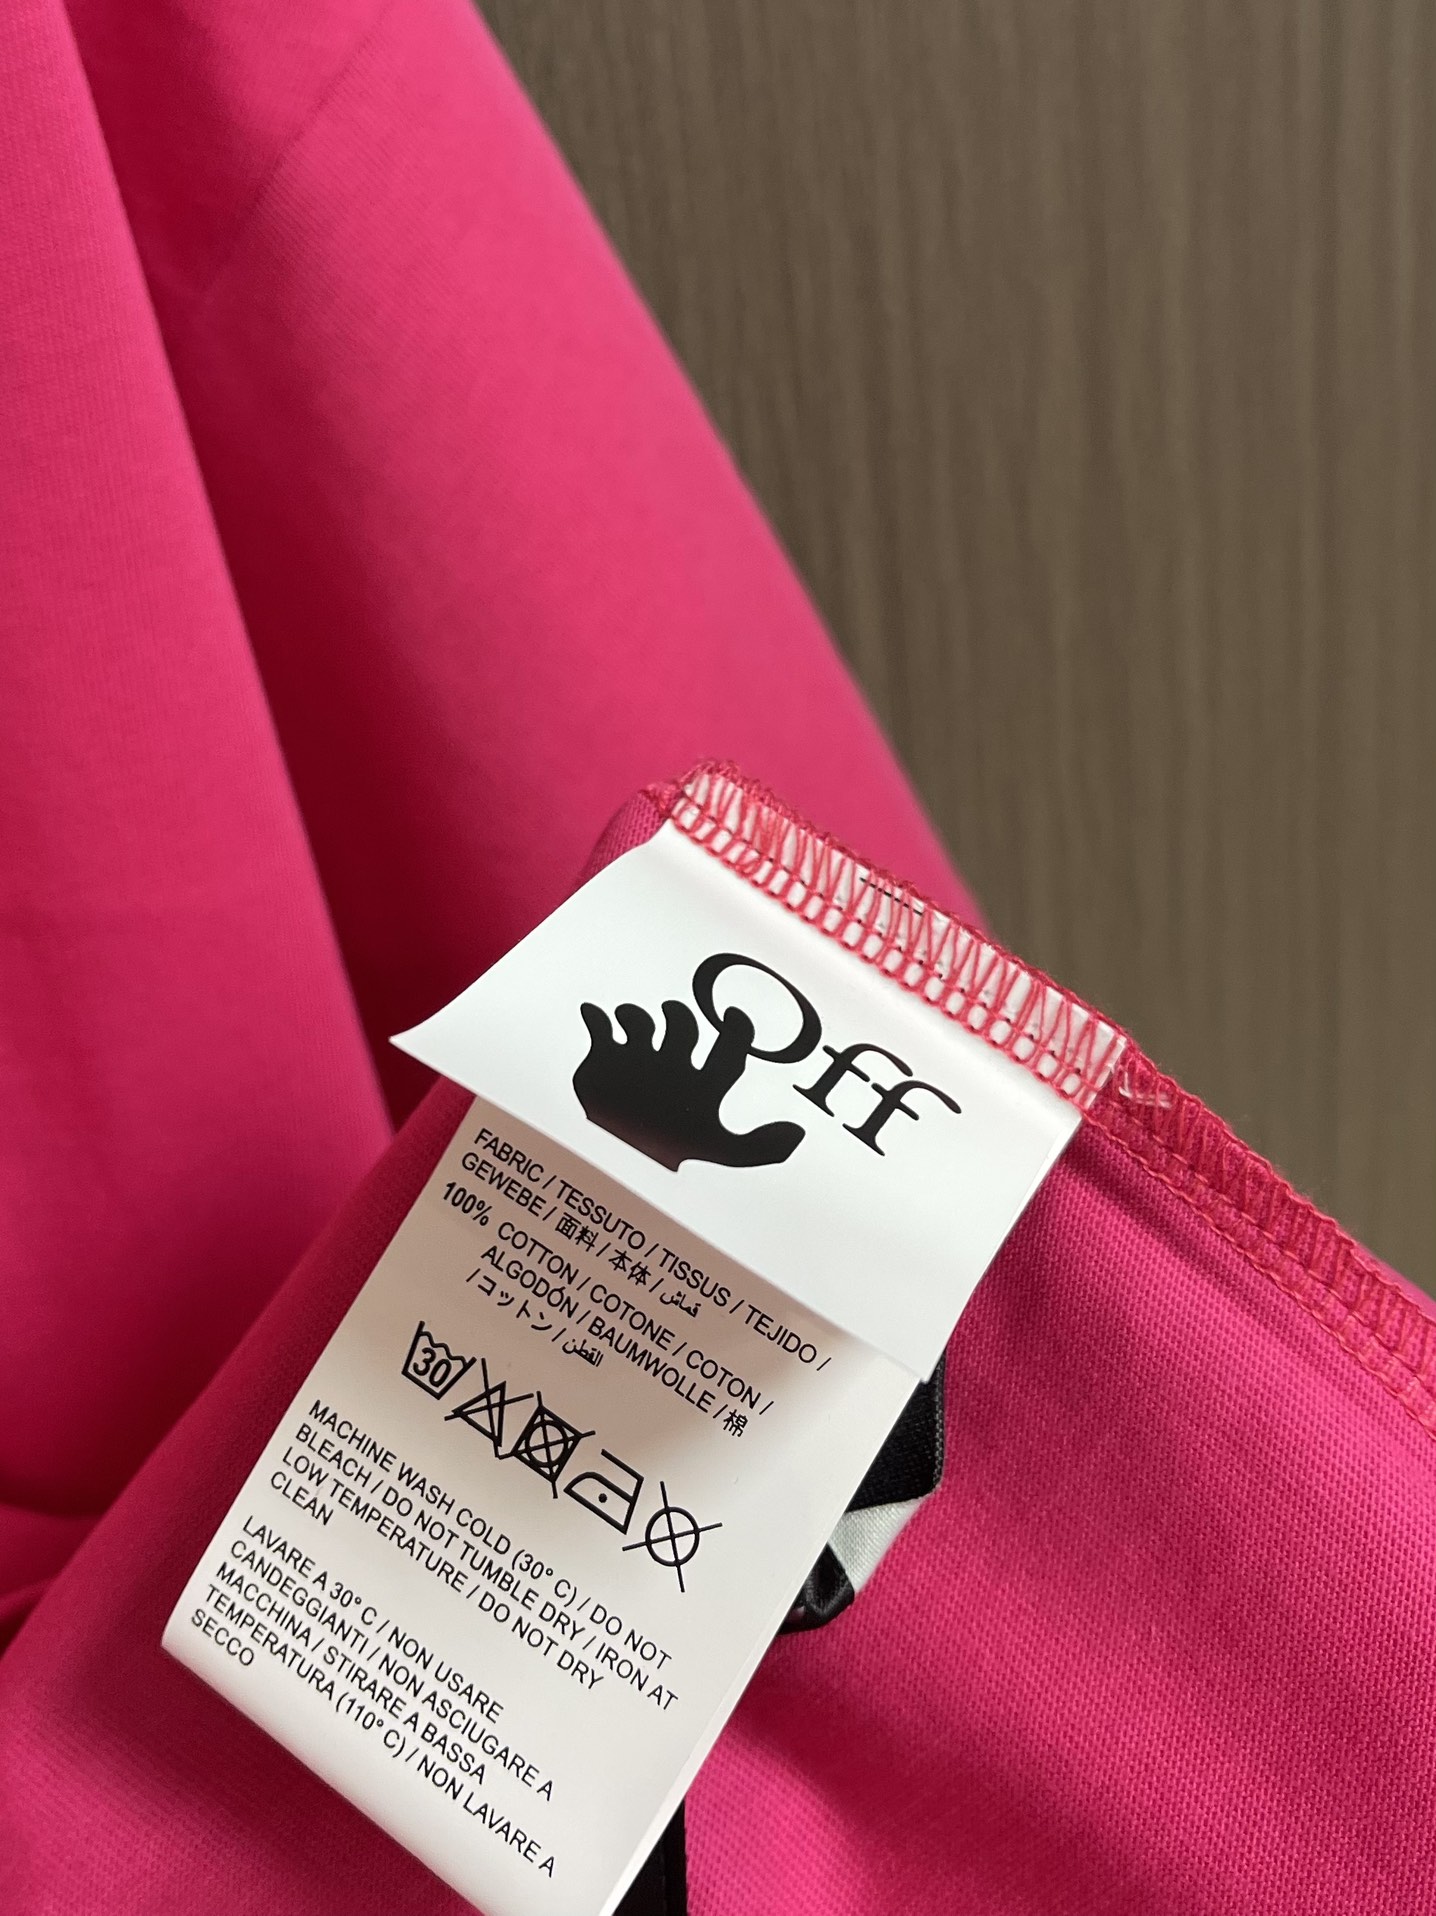 Off
FABRIC / TESSUTO / TISSUS / TEJIDO /
GEWEBE / 面料 / 本体 / قماش
100% COTTON / COTONE / COTON /
ALGODÓN / BAUMWOLLE / 棉
/ コットン / القطن
30
MACHINE WASH COLD (30° C) / DO NOT
BLEACH / DO NOT TUMBLE DRY / IRON AT
LOW TEMPERATURE / DO NOT DRY
CLEAN
LAVARE A 30° C / NON USARE
CANDEGGIANTI / NON ASCIUGARE A
MACCHINA / STIRARE A BASSA
TEMPERATURA (110° C) / NON LAVARE A
SECCO